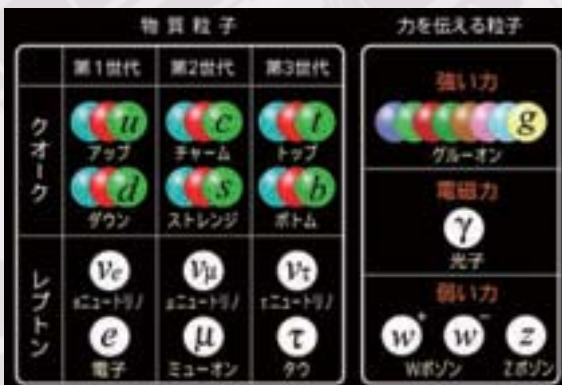 物質粒子
第1世代 第2世代 第3世代
クオーク
u c t
アップ チャーム トップ
d s b
ダウン ストレンジ ボトム
レプトン
νe νμ ντ
eニュートリノ μニュートリノ τニュートリノ
e μ τ
電子 ミューオン タウ
力を伝える粒子
強い力
g
グルーオン
電磁力
γ
光子
弱い力
w+ w− z
Wボソン Zボソン